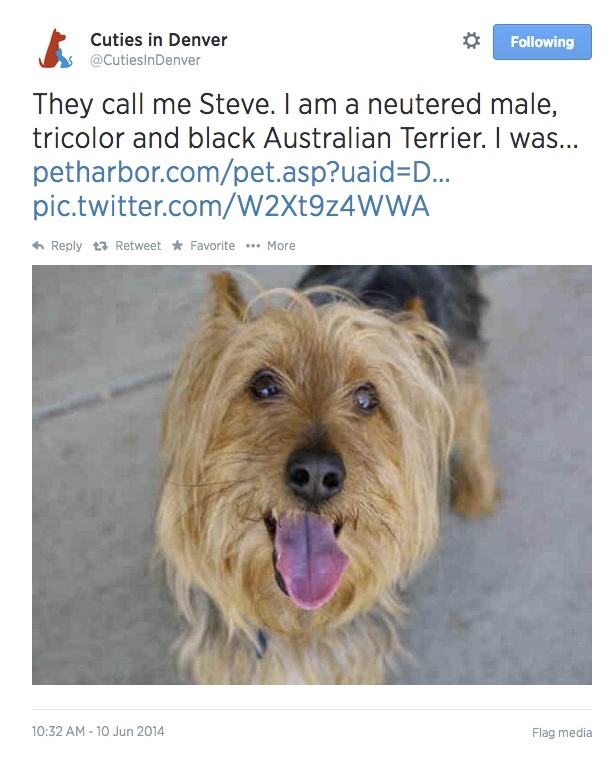 Cuties in Denver
@CutiesInDenver
Following
They call me Steve. I am a neutered male,
tricolor and black Australian Terrier. I was...
petharbor.com/pet.asp?uaid=D...
pic.twitter.com/W2Xt9z4WWA
Reply Retweet Favorite More
10:32 AM - 10 Jun 2014
Flag media